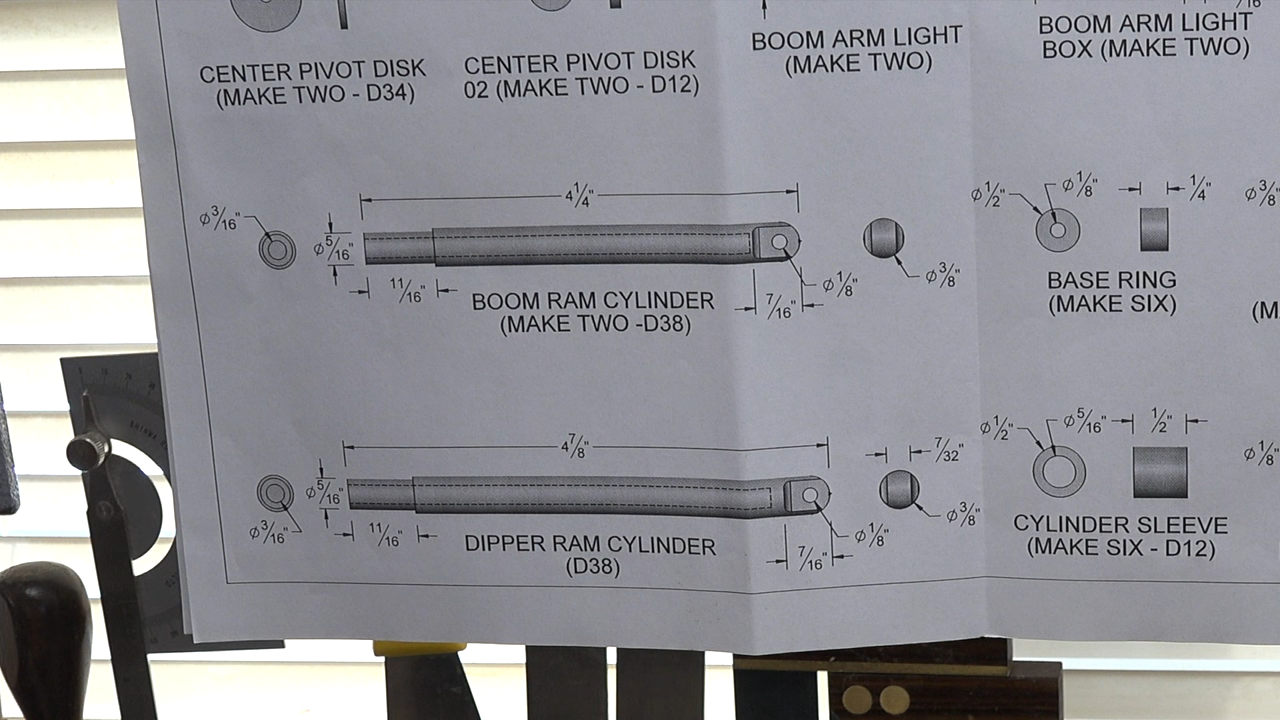 CENTER PIVOT DISK
(MAKE TWO - D34)
CENTER PIVOT DISK
02 (MAKE TWO - D12)
BOOM ARM LIGHT
(MAKE TWO)
BOOM ARM LIGHT
BOX (MAKE TWO)
Ø3/16"
Ø5/16"
4 1/4"
11/16"
7/16"
Ø1/8"
Ø3/8"
BOOM RAM CYLINDER
(MAKE TWO -D38)
Ø1/2"
Ø1/8"
1/4"
Ø3/8"
BASE RING
(MAKE SIX)
(M
Ø3/16"
Ø5/16"
4 7/8"
11/16"
7/16"
Ø1/8"
7/32"
Ø3/8"
DIPPER RAM CYLINDER
(D38)
Ø1/2"
Ø5/16"
1/2"
Ø1/8"
CYLINDER SLEEVE
(MAKE SIX - D12)